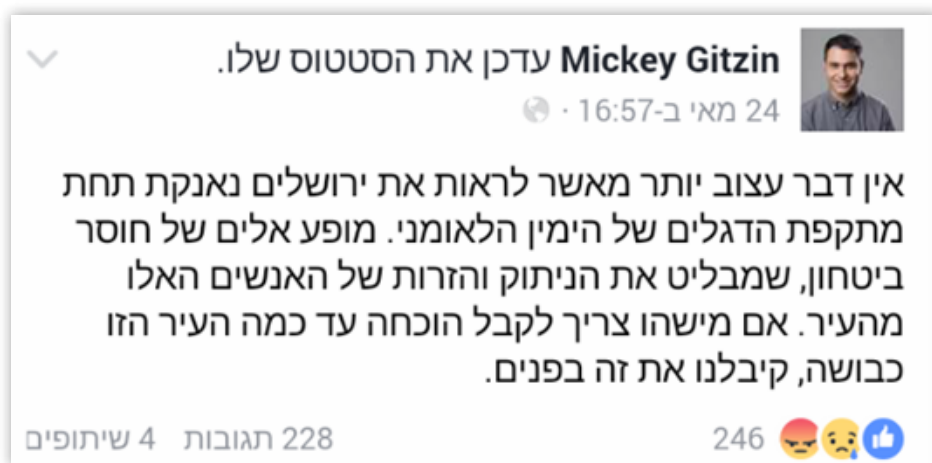 Mickey Gitzin עדכן את הסטטוס שלו.
24 מאי ב-16:57 ·
אין דבר עצוב יותר מאשר לראות את ירושלים נאנקת תחת
מתקפת הדגלים של הימין הלאומני. מופע אלים של חוסר
ביטחון, שמבליט את הניתוק והזרות של האנשים האלו
מהעיר. אם מישהו צריך לקבל הוכחה עד כמה העיר הזו
כבושה, קיבלנו את זה בפנים.
246 228 תגובות 4 שיתופים